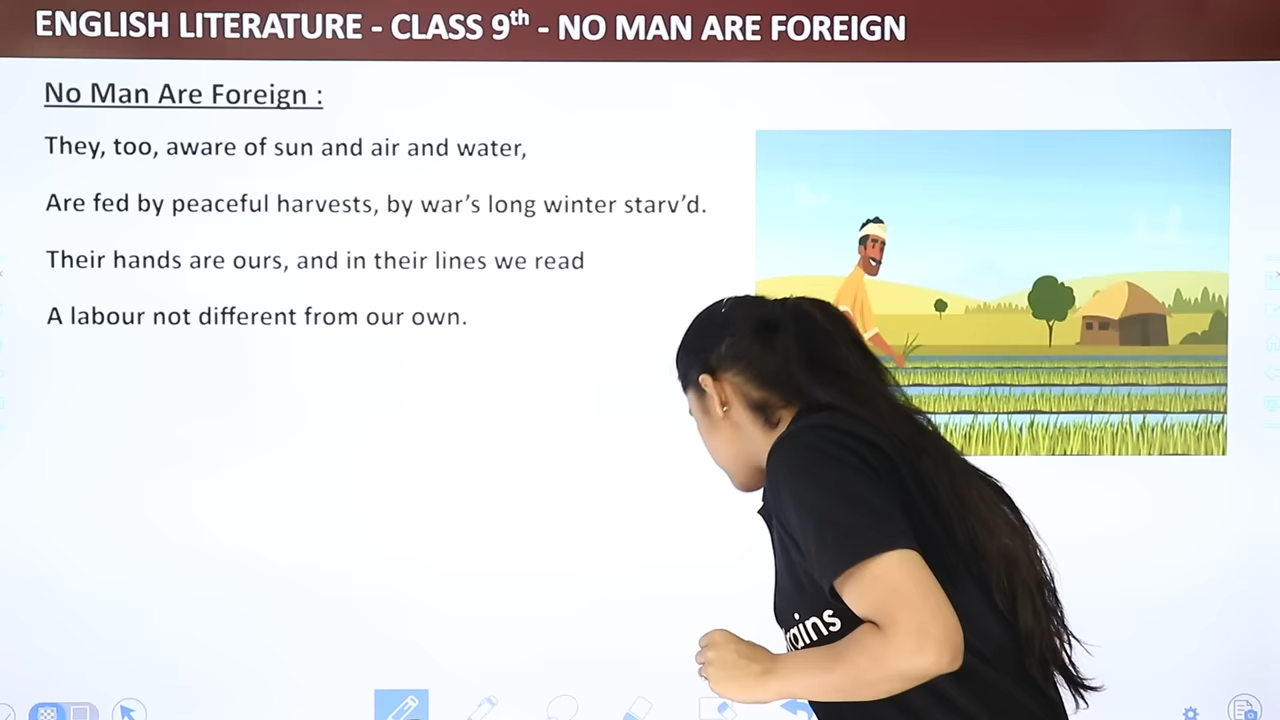 ENGLISH LITERATURE - CLASS 9th - NO MAN ARE FOREIGN
No Man Are Foreign :
They, too, aware of sun and air and water,
Are fed by peaceful harvests, by war’s long winter starv’d.
Their hands are ours, and in their lines we read
A labour not different from our own.